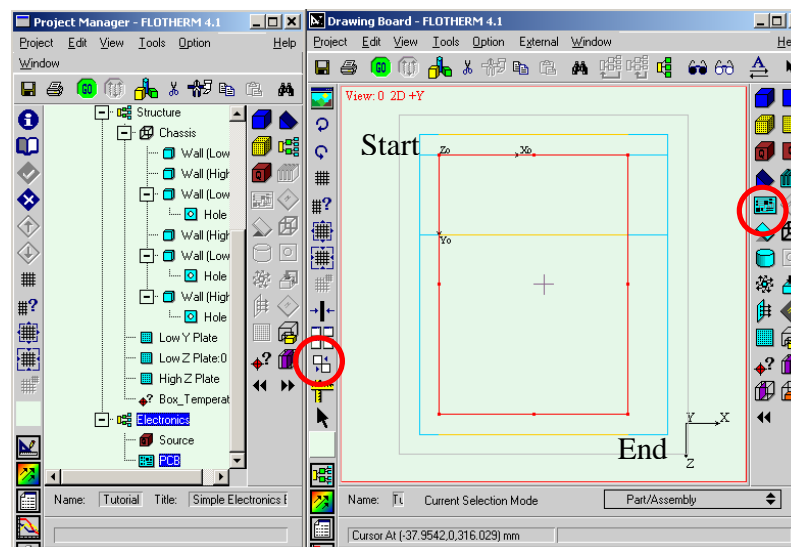 Project Manager - FLOTHERM 4.1
Project Edit View Tools Option Help
Window
GO
Structure
Chassis
Wall (Low
Wall (High
Wall (Low
Hole
Wall (High
Wall (Low
Hole
Wall (High
Hole
Low Y Plate
Low Z Plate:0
High Z Plate
Box_Temperat
Electronics
Source
PCB
Name: Tutorial Title: Simple Electronics E
Drawing Board - FLOTHERM 4.1
Project Edit View Tools Option External Window He
GO
View: 0 2D +Y
Start
Zo Xo
Yo
End
Y X
Z
Name: Tu Current Selection Mode Part/Assembly
Cursor At (-37.9542,0,316.029) mm